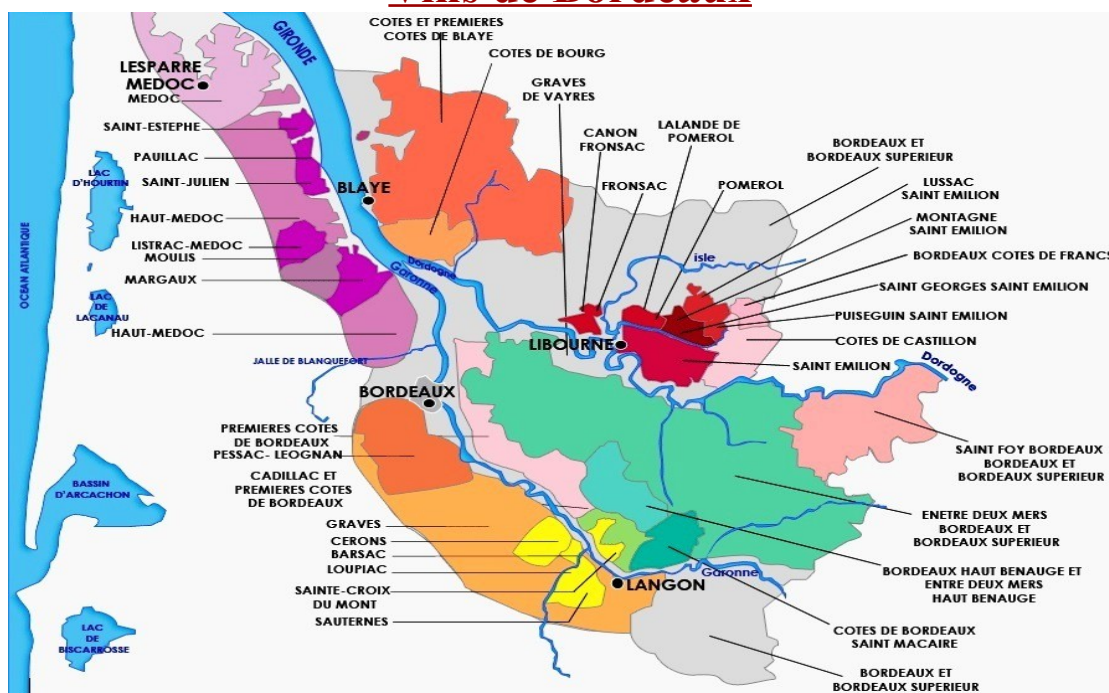 Vins de Bordeaux
COTES ET PREMIERES
COTES DE BLAYE
COTES DE BOURG
GRAVES
DE VAYRES
CANON
FRONSAC
FRONSAC
LALANDE DE
POMEROL
POMEROL
BORDEAUX ET
BORDEAUX SUPERIEUR
LUSSAC
SAINT EMILION
MONTAGNE
SAINT EMILION
BORDEAUX COTES DE FRANCS
SAINT GEORGES SAINT EMILION
PUISEGUIN SAINT EMILION
COTES DE CASTILLON
SAINT EMILION
GIRONDE
LESPARRE
MEDOC
MEDOC
SAINT-ESTEPHE
PAUILLAC
SAINT-JULIEN
HAUT-MEDOC
LISTRAC-MEDOC
MOULIS
MARGAUX
HAUT-MEDOC
JALLE DE BLANQUEFORT
BLAYE
Dordogne
Garonne
isle
LIBOURNE
Dordogne
BORDEAUX
OCEAN ATLANTIQUE
LAC
D'HOURTIN
LAC
DE
LACANAU
BASSIN
D'ARCACHON
LAC
DE
BISCARROSSE
PREMIERES COTES
DE BORDEAUX
PESSAC- LEOGNAN
CADILLAC ET
PREMIERES COTES
DE BORDEAUX
GRAVES
CERONS
BARSAC
LOUPIAC
SAINTE-CROIX
DU MONT
SAUTERNES
LANGON
Garonne
SAINT FOY BORDEAUX
BORDEAUX ET
BORDEAUX SUPERIEUR
ENETRE DEUX MERS
BORDEAUX ET
BORDEAUX SUPERIEUR
BORDEAUX HAUT BENAUGE ET
ENTRE DEUX MERS
HAUT BENAUGE
COTES DE BORDEAUX
SAINT MACAIRE
BORDEAUX ET
BORDEAUX SUPERIEUR